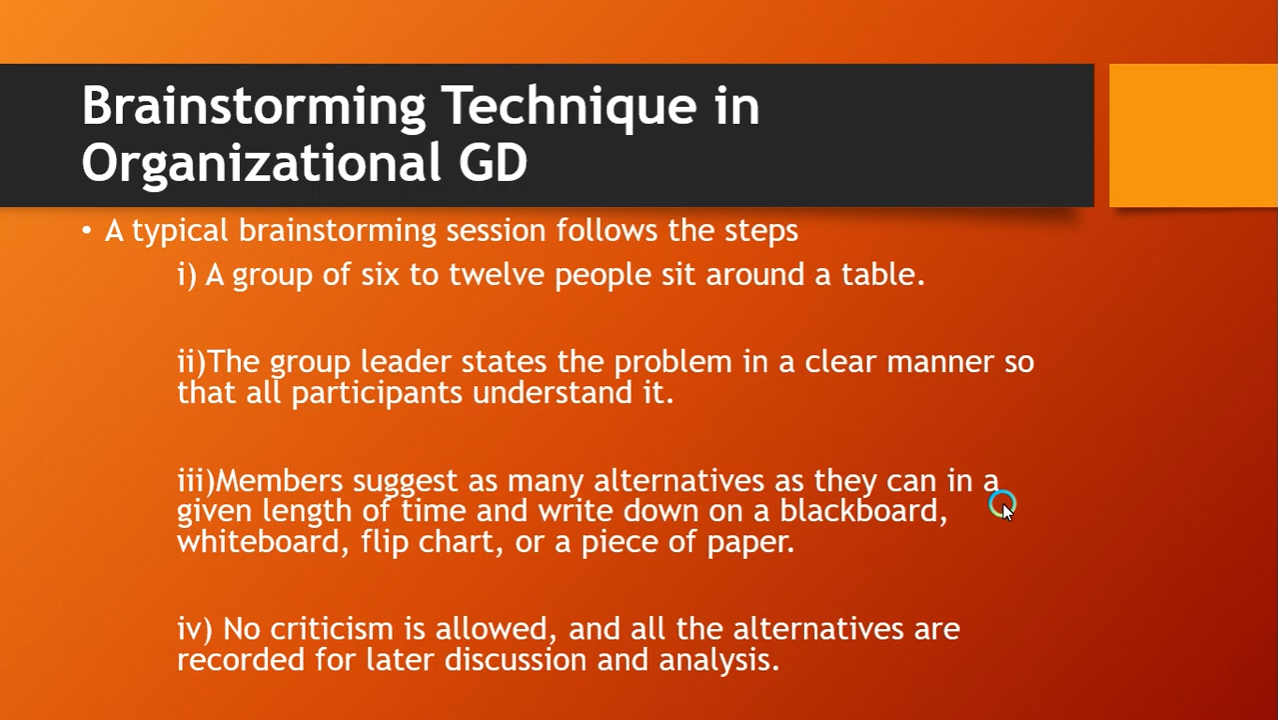 Brainstorming Technique in
Organizational GD
• A typical brainstorming session follows the steps
i) A group of six to twelve people sit around a table.
ii)The group leader states the problem in a clear manner so
that all participants understand it.
iii)Members suggest as many alternatives as they can in a
given length of time and write down on a blackboard,
whiteboard, flip chart, or a piece of paper.
iv) No criticism is allowed, and all the alternatives are
recorded for later discussion and analysis.